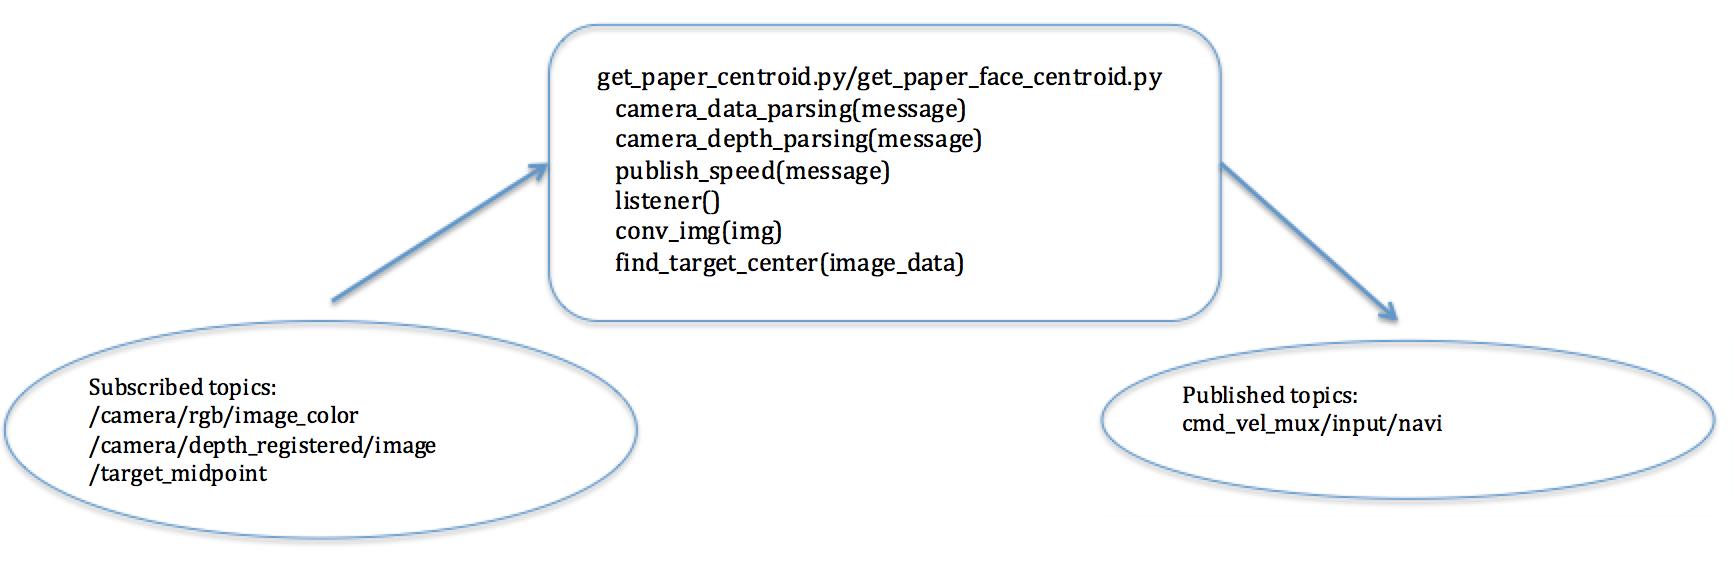 get_paper_centroid.py/get_paper_face_centroid.py
camera_data_parsing(message)
camera_depth_parsing(message)
publish_speed(message)
listener()
conv_img(img)
find_target_center(image_data)
Subscribed topics:
/camera/rgb/image_color
/camera/depth_registered/image
/target_midpoint
Published topics:
cmd_vel_mux/input/navi